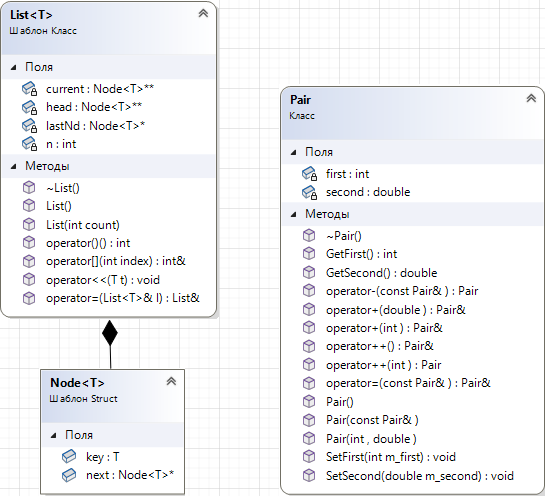 List<T>
Шаблон Класс
Поля
current : Node<T>**
head : Node<T>**
lastNd : Node<T>*
n : int
Методы
~List()
List()
List(int count)
operator()() : int
operator[](int index) : int&
operator<<(T t) : void
operator=(List<T>& l) : List&
Node<T>
Шаблон Struct
Поля
key : T
next : Node<T>*
Pair
Класс
Поля
first : int
second : double
Методы
~Pair()
GetFirst() : int
GetSecond() : double
operator-(const Pair& ) : Pair
operator+(double ) : Pair&
operator+(int ) : Pair&
operator++() : Pair&
operator++(int ) : Pair
operator=(const Pair& ) : Pair&
Pair()
Pair(const Pair& )
Pair(int , double )
SetFirst(int m_first) : void
SetSecond(double m_second) : void